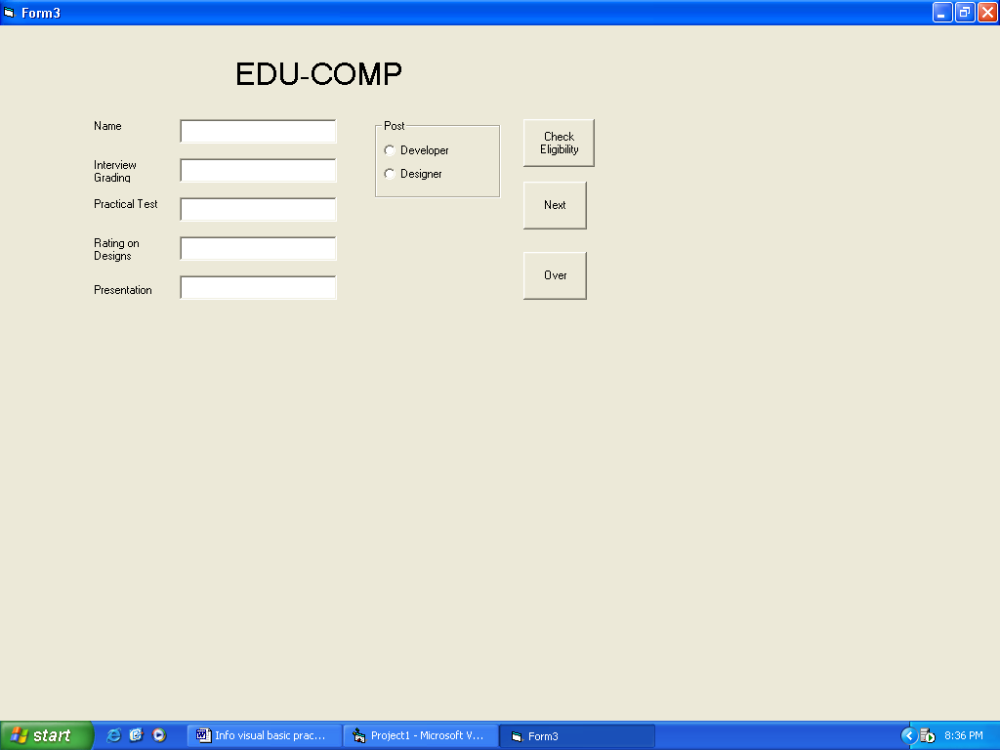 Form3
EDU-COMP
Name
Interview
Grading
Practical Test
Rating on
Designs
Presentation
Post
Developer
Designer
Check
Eligibility
Next
Over
start
Info visual basic prac...
Project1 - Microsoft V...
Form3
8:36 PM